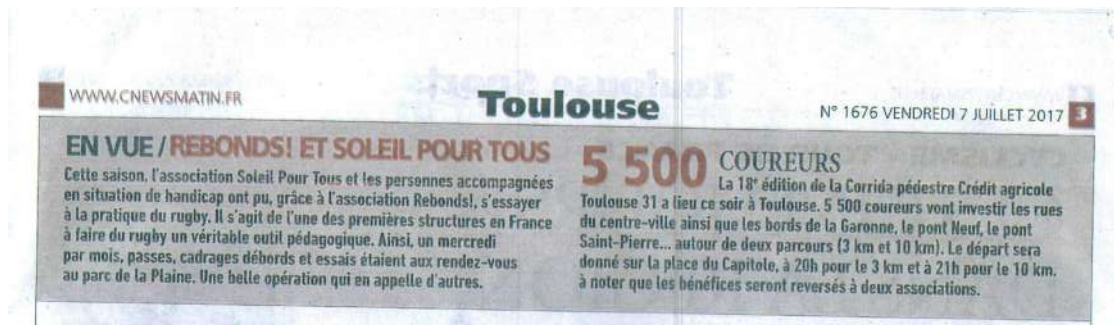 WWW.CNEWSMATIN.FR
Toulouse
N° 1676 VENDREDI 7 JUILLET 2017 3
EN VUE / REBONDS! ET SOLEIL POUR TOUS
Cette saison, l'association Soleil Pour Tous et les personnes accompagnées
en situation de handicap ont pu, grâce à l'association Rebonds!, s'essayer
à la pratique du rugby. Il s'agit de l'une des premières structures en France
à faire du rugby un véritable outil pédagogique. Ainsi, un mercredi
par mois, passes, cadrages débords et essais étaient aux rendez-vous
au parc de la Plaine. Une belle opération qui en appelle d'autres.
5 500 COUREURS
La 18e édition de la Corrida pédestre Crédit agricole
Toulouse 31 a lieu ce soir à Toulouse. 5 500 coureurs vont investir les rues
du centre-ville ainsi que les bords de la Garonne, le pont Neuf, le pont
Saint-Pierre... autour de deux parcours (3 km et 10 km). Le départ sera
donné sur la place du Capitole, à 20h pour le 3 km et à 21h pour le 10 km.
à noter que les bénéfices seront reversés à deux associations.